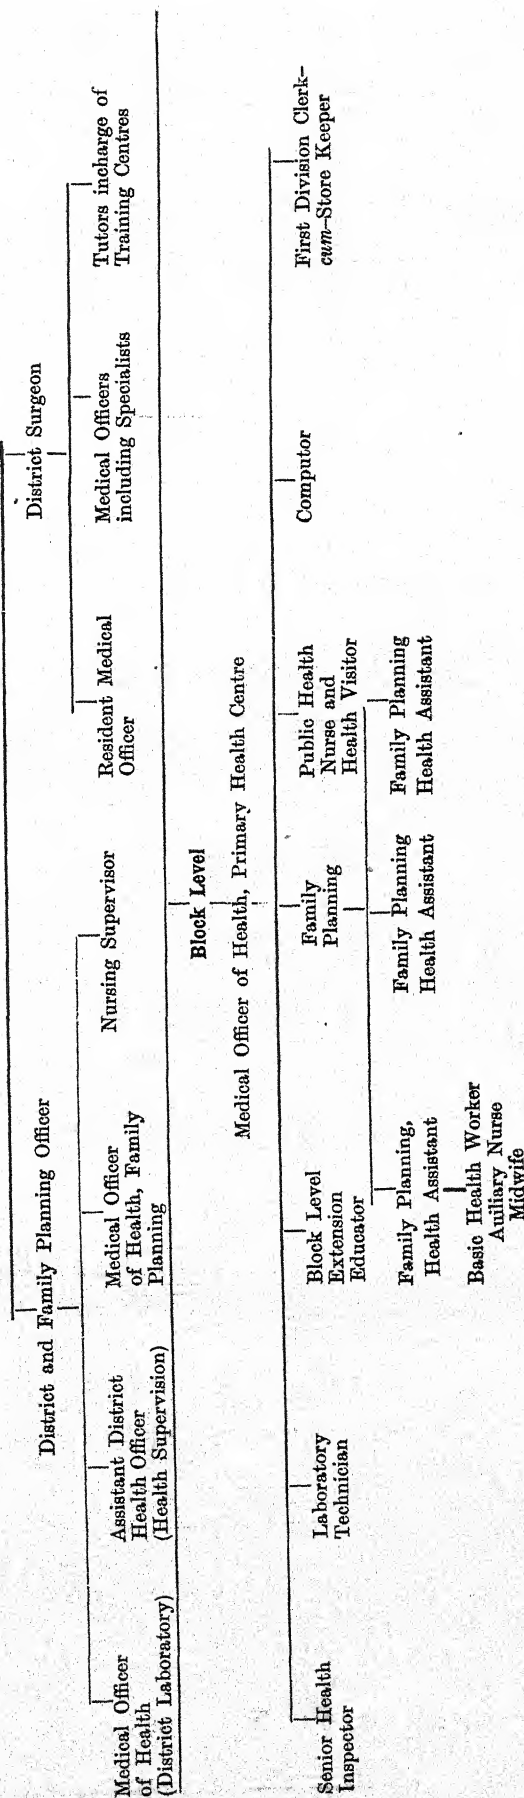 District and Family Planning Officer
District Surgeon
Medical Officer
of Health
(District Laboratory)
Assistant District
Health Officer
(Health Supervision)
Medical Officer
of Health, Family
Planning
Nursing Supervisor
Resident Medical
Officer
Medical Officers
including Specialists
Tutors incharge of
Training Centres
Block Level
Medical Officer of Health, Primary Health Centre
Senior Health
Inspector
Laboratory
Technician
Block Level
Extension
Educator
Family
Planning
Public Health
Nurse and
Health Visitor
Computor
First Division Clerk–
cum–Store Keeper
Family Planning,
Health Assistant
Family Planning
Health Assistant
Family Planning
Health Assistant
Basic Health Worker
Auiliary Nurse
Midwife